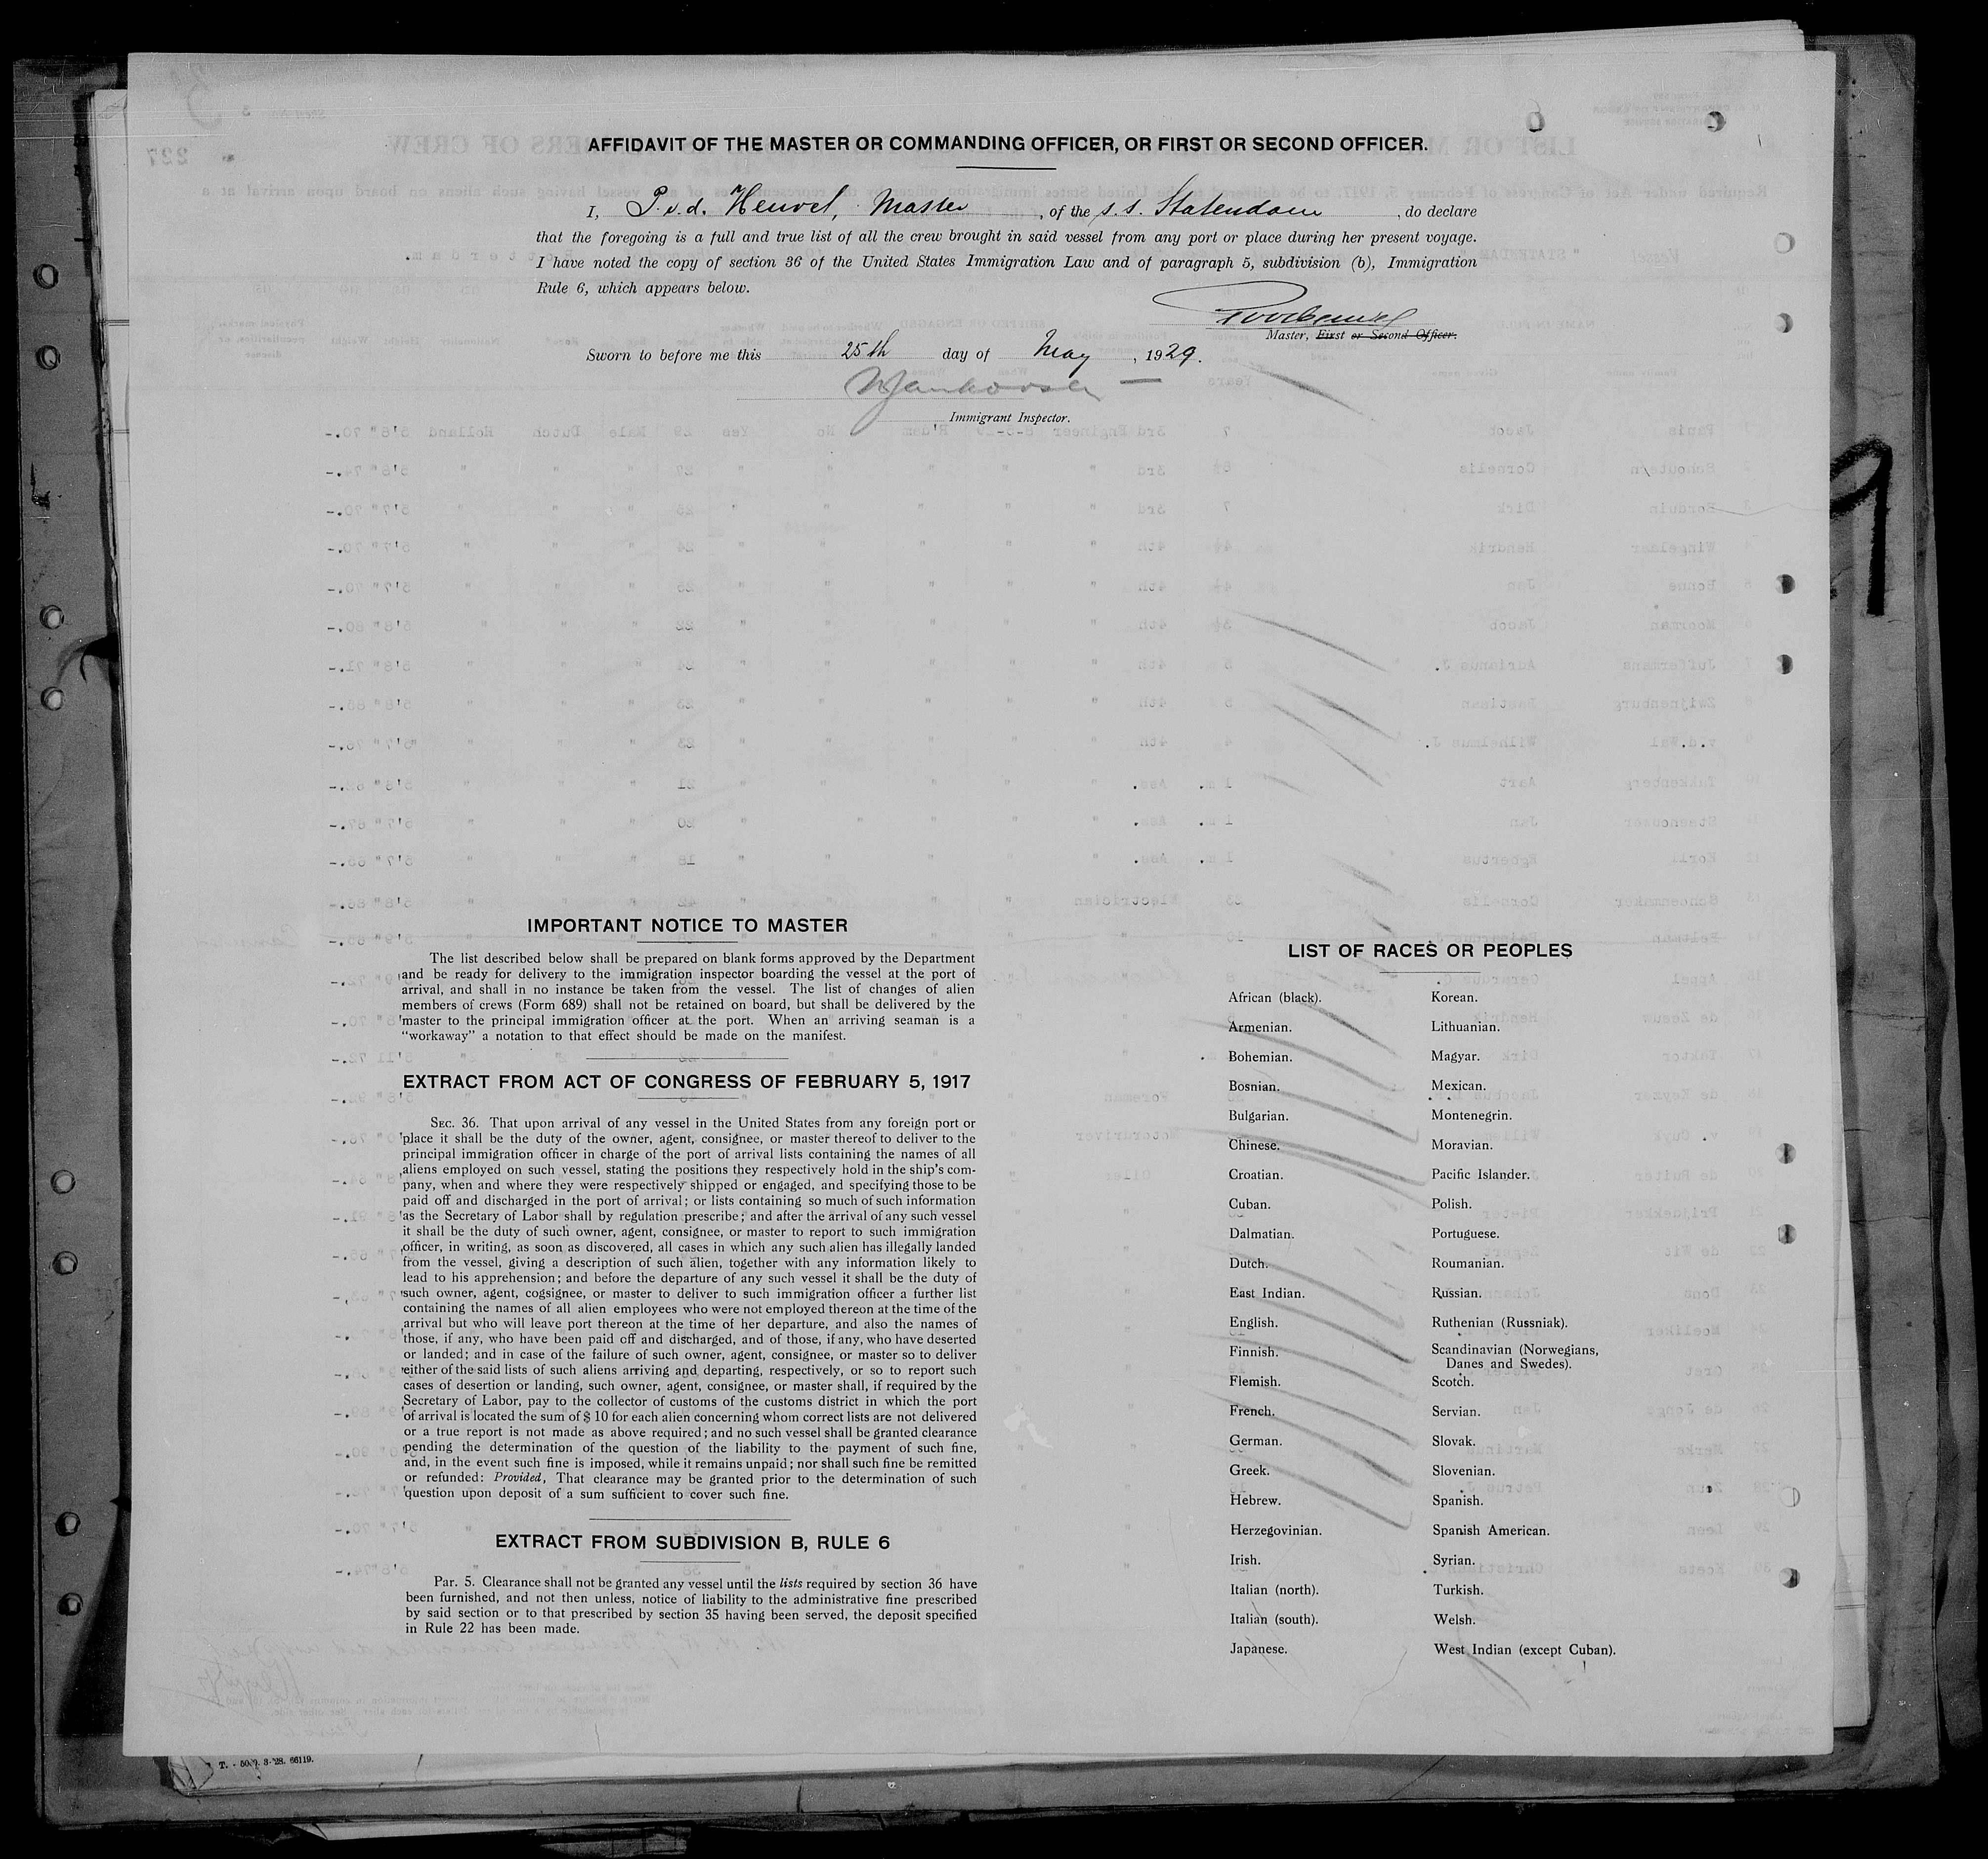 AFFIDAVIT OF THE MASTER OR COMMANDING OFFICER, OR FIRST OR SECOND OFFICER.
I, P. v. d. Heuvel, Master, of the s.s. Statendam, do declare
that the foregoing is a full and true list of all the crew brought in said vessel from any port or place during her present voyage.
I have noted the copy of section 36 of the United States Immigration Law and of paragraph 5, subdivision (b), Immigration
Rule 6, which appears below.
Master, First or Second Officer.
Sworn to before me this 25th day of May, 1929.
Immigrant Inspector.
IMPORTANT NOTICE TO MASTER
The list described below shall be prepared on blank forms approved by the Department
and be ready for delivery to the immigration inspector boarding the vessel at the port of
arrival, and shall in no instance be taken from the vessel. The list of changes of alien
members of crews (Form 689) shall not be retained on board, but shall be delivered by the
master to the principal immigration officer at the port. When an arriving seaman is a
“workaway” a notation to that effect should be made on the manifest.
EXTRACT FROM ACT OF CONGRESS OF FEBRUARY 5, 1917
SEC. 36. That upon arrival of any vessel in the United States from any foreign port or
place it shall be the duty of the owner, agent, consignee, or master thereof to deliver to the
principal immigration officer in charge of the port of arrival lists containing the names of all
aliens employed on such vessel, stating the positions they respectively hold in the ship's com-
pany, when and where they were respectively shipped or engaged, and specifying those to be
paid off and discharged in the port of arrival; or lists containing so much of such information
as the Secretary of Labor shall by regulation prescribe; and after the arrival of any such vessel
it shall be the duty of such owner, agent, consignee, or master to report to such immigration
officer, in writing, as soon as discovered, all cases in which any such alien has illegally landed
from the vessel, giving a description of such alien, together with any information likely to
lead to his apprehension; and before the departure of any such vessel it shall be the duty of
such owner, agent, cogsignee, or master to deliver to such immigration officer a further list
containing the names of all alien employees who were not employed thereon at the time of the
arrival but who will leave port thereon at the time of her departure, and also the names of
those, if any, who have been paid off and discharged, and of those, if any, who have deserted
or landed; and in case of the failure of such owner, agent, consignee, or master so to deliver
either of the said lists of such aliens arriving and departing, respectively, or so to report such
cases of desertion or landing, such owner, agent, consignee, or master shall, if required by the
Secretary of Labor, pay to the collector of customs of the customs district in which the port
of arrival is located the sum of $ 10 for each alien concerning whom correct lists are not delivered
or a true report is not made as above required; and no such vessel shall be granted clearance
pending the determination of the question of the liability to the payment of such fine,
and, in the event such fine is imposed, while it remains unpaid; nor shall such fine be remitted
or refunded: Provided, That clearance may be granted prior to the determination of such
question upon deposit of a sum sufficient to cover such fine.
EXTRACT FROM SUBDIVISION B, RULE 6
Par. 5. Clearance shall not be granted any vessel until the lists required by section 36 have
been furnished, and not then unless, notice of liability to the administrative fine prescribed
by said section or to that prescribed by section 35 having been served, the deposit specified
in Rule 22 has been made.
LIST OF RACES OR PEOPLES
African (black).
Armenian.
Bohemian.
Bosnian.
Bulgarian.
Chinese.
Croatian.
Cuban.
Dalmatian.
Dutch.
East Indian.
English.
Finnish.
Flemish.
French.
German.
Greek.
Hebrew.
Herzegovinian.
Irish.
Italian (north).
Italian (south).
Japanese.
Korean.
Lithuanian.
Magyar.
Mexican.
Montenegrin.
Moravian.
Pacific Islander.
Polish.
Portuguese.
Roumanian.
Russian.
Ruthenian (Russniak).
Scandinavian (Norwegians,
Danes and Swedes).
Scotch.
Servian.
Slovak.
Slovenian.
Spanish.
Spanish American.
Syrian.
Turkish.
Welsh.
West Indian (except Cuban).